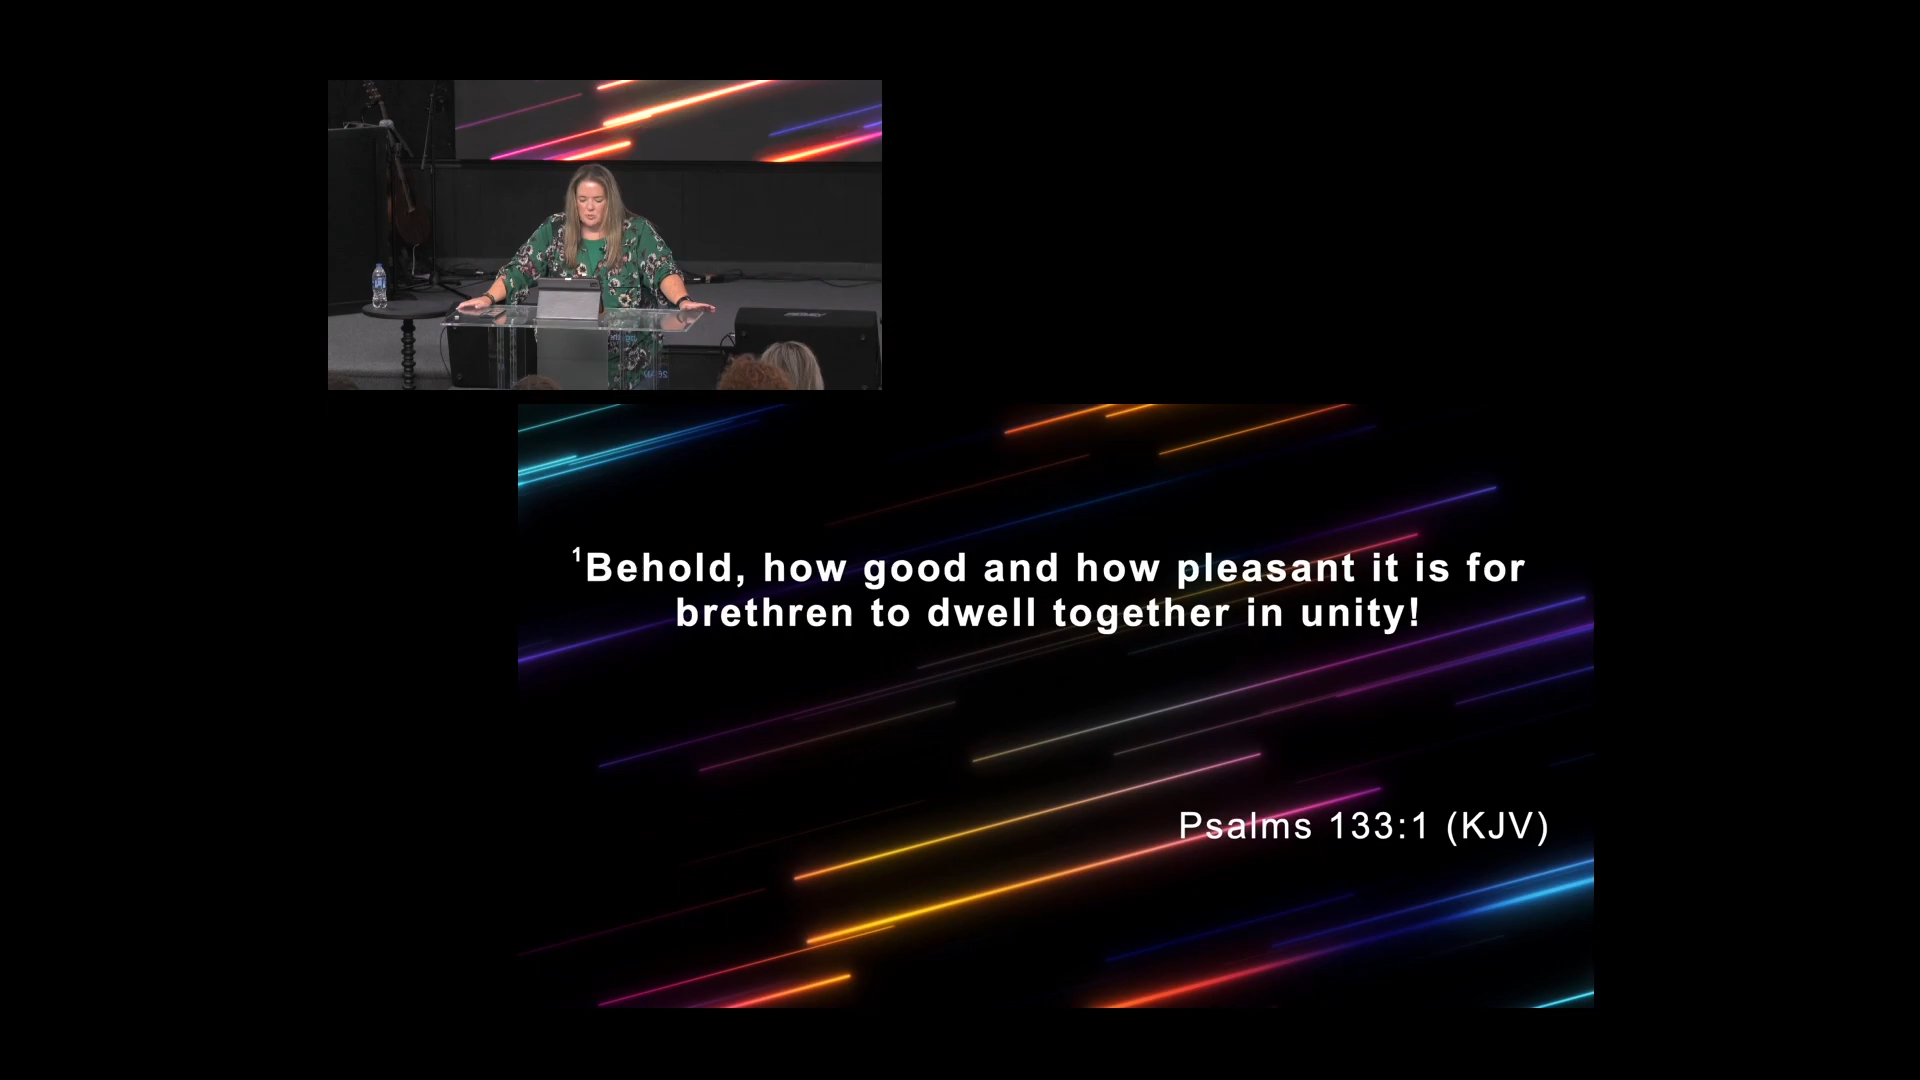 ¹Behold, how good and how pleasant it is for
brethren to dwell together in unity!
Psalms 133:1 (KJV)